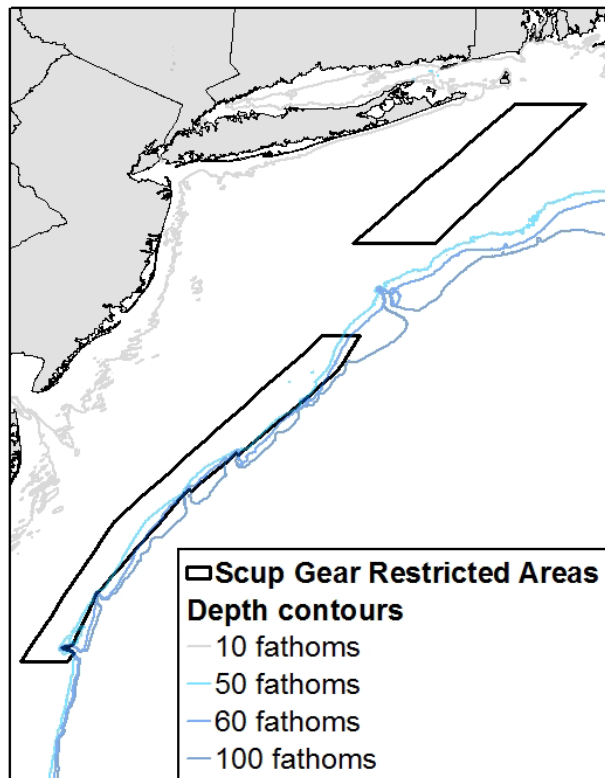 Scup Gear Restricted Areas
Depth contours
10 fathoms
50 fathoms
60 fathoms
100 fathoms